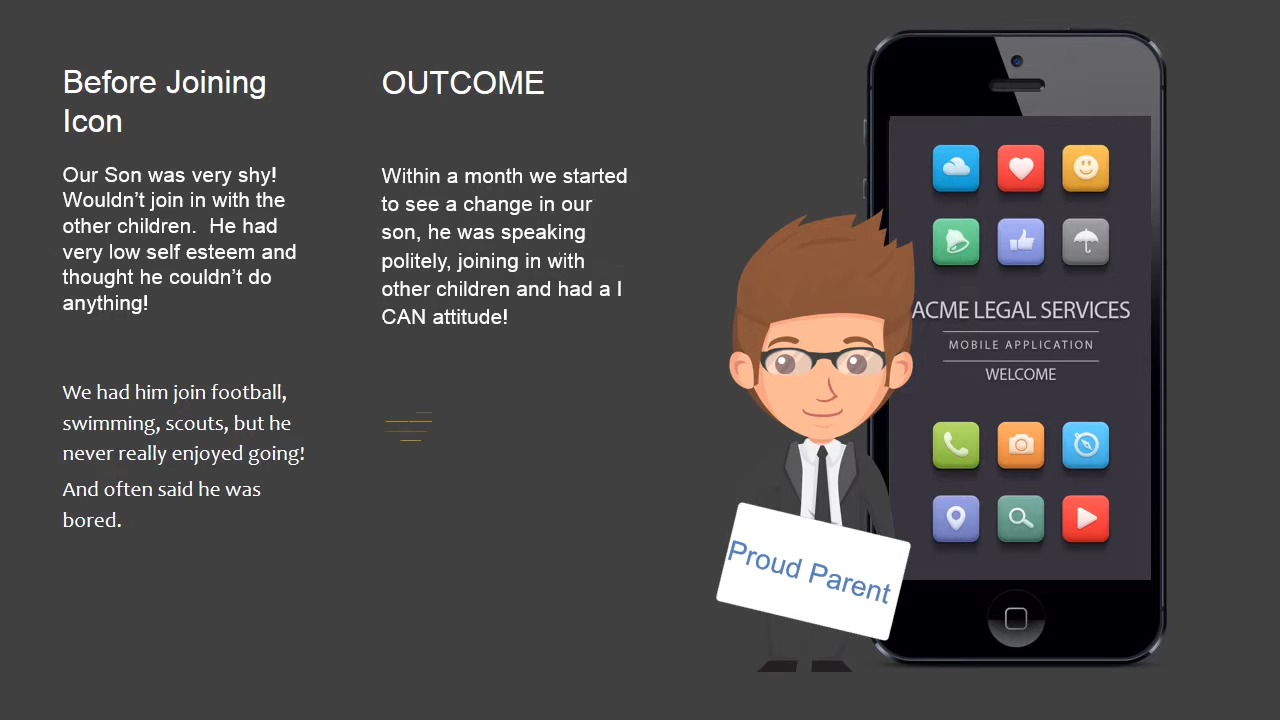 Before Joining
Icon
Our Son was very shy!
Wouldn’t join in with the
other children.  He had
very low self esteem and
thought he couldn’t do
anything!
We had him join football,
swimming, scouts, but he
never really enjoyed going!
And often said he was
bored.
OUTCOME
Within a month we started
to see a change in our
son, he was speaking
politely, joining in with
other children and had a I
CAN attitude!
Proud Parent
ACME LEGAL SERVICES
MOBILE APPLICATION
WELCOME